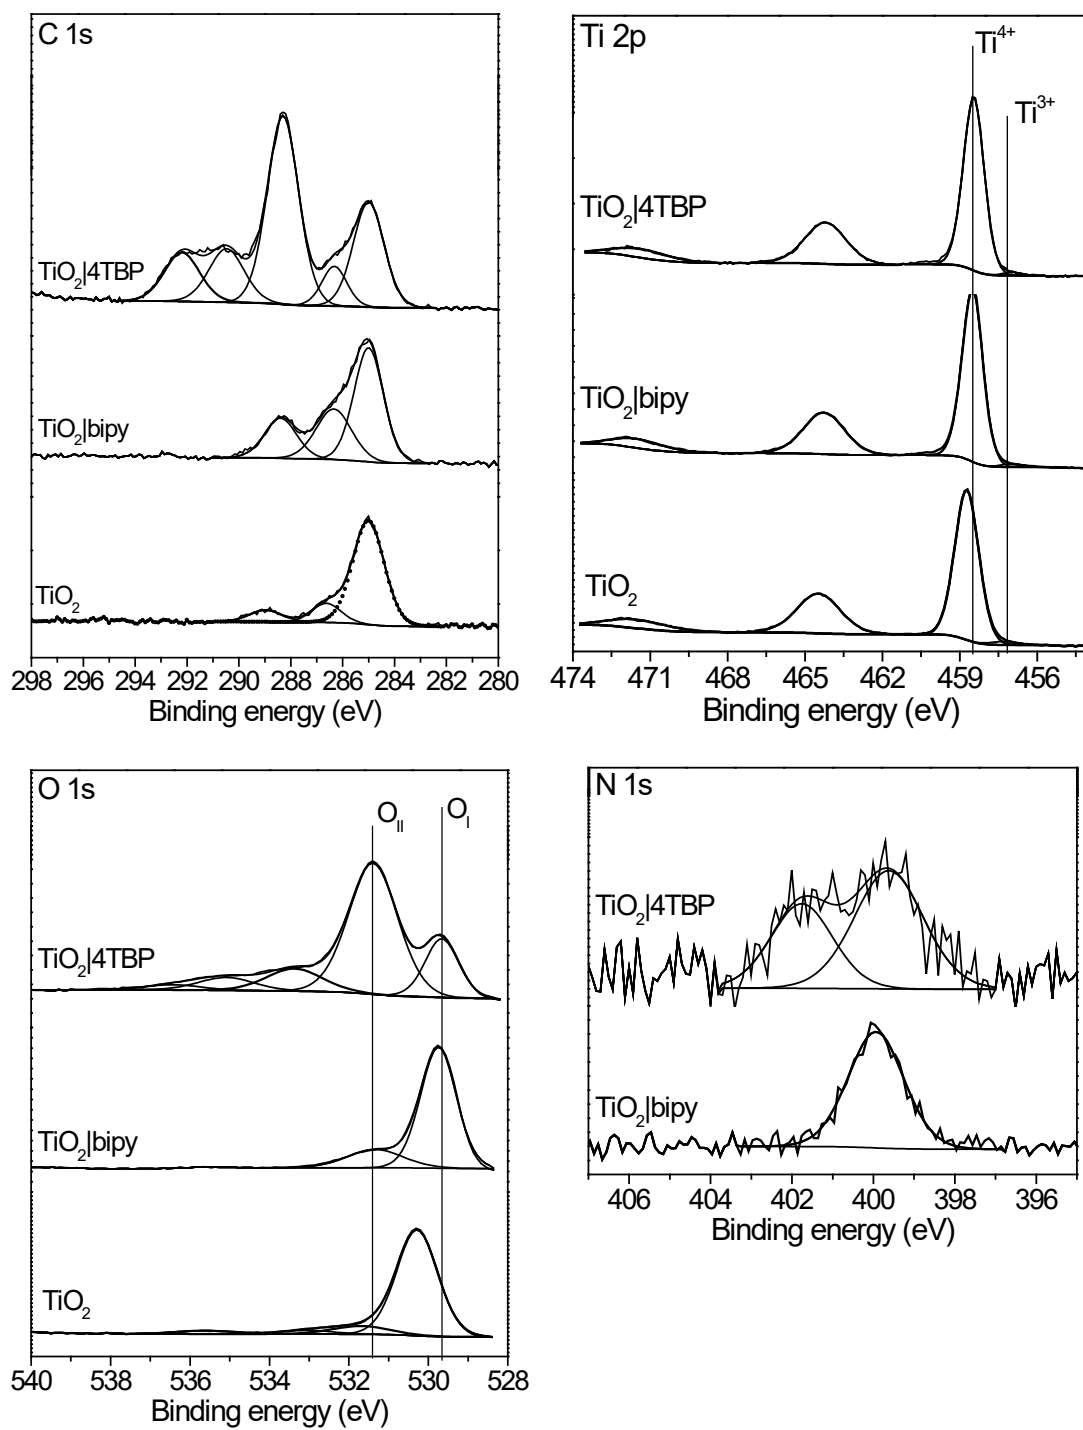 C 1s
TiO2|4TBP
TiO2|bipy
TiO2
298 296 294 292 290 288 286 284 282 280
Binding energy (eV)
Ti 2p
Ti4+
Ti3+
TiO2|4TBP
TiO2|bipy
TiO2
474 471 468 465 462 459 456
Binding energy (eV)
O 1s
OII
OI
TiO2|4TBP
TiO2|bipy
TiO2
540 538 536 534 532 530 528
Binding energy (eV)
N 1s
TiO2|4TBP
TiO2|bipy
406 404 402 400 398 396
Binding energy (eV)